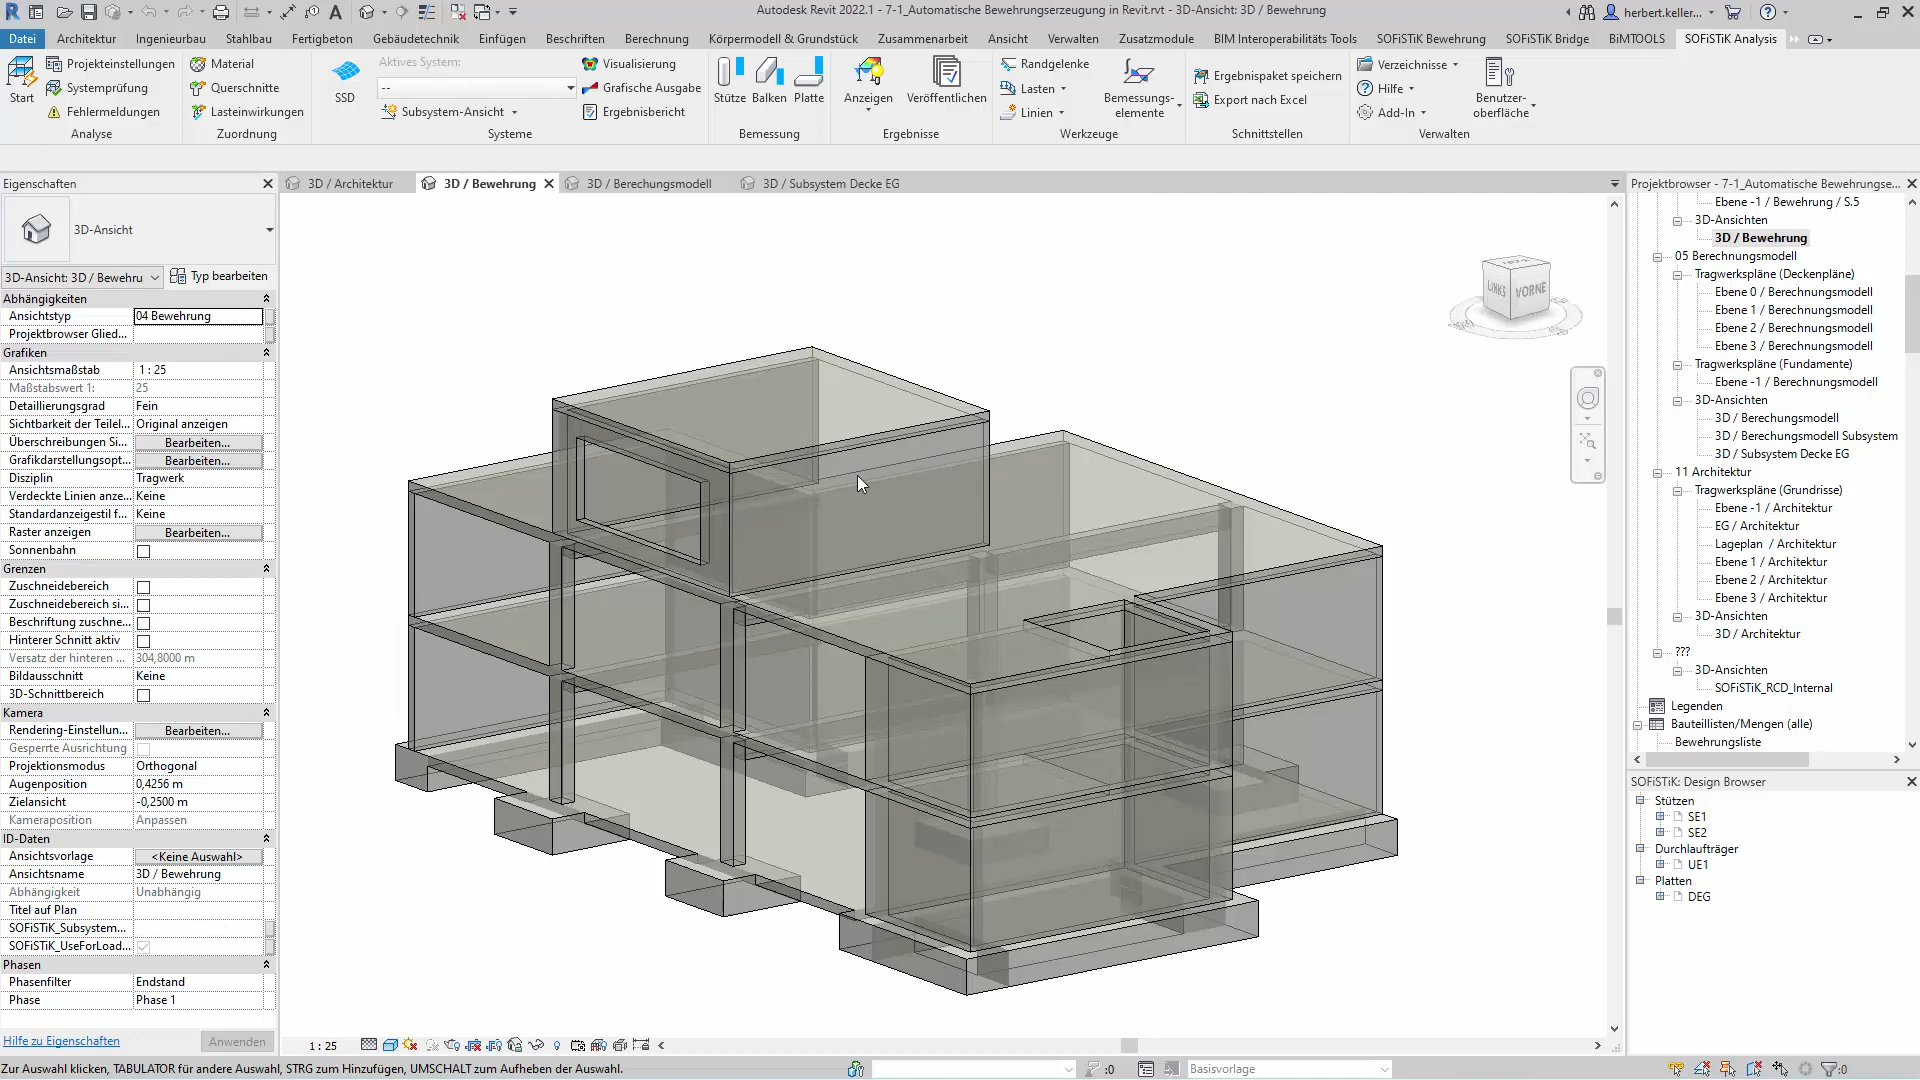 Autodesk Revit 2022.1 - 7-1_Automatische Bewehrungserzeugung in Revit.rvt - 3D-Ansicht: 3D / Bewehrung
herbert.keller...
Datei Architektur Ingenieurbau Stahlbau Fertigbeton Gebäudetechnik Einfügen Beschriften Berechnung Körpermodell & Grundstück Zusammenarbeit Ansicht Verwalten Zusatzmodule BIM Interoperabilitäts Tools SOFiSTiK Bewehrung SOFiSTiK Bridge BiMTOOLS SOFiSTiK Analysis
Start
Projekteinstellungen
Systemprüfung
Fehlermeldungen
Analyse
Material
Querschnitte
Lasteinwirkungen
Zuordnung
SSD
Aktives System:
--
Subsystem-Ansicht
Visualisierung
Grafische Ausgabe
Ergebnisbericht
Systeme
Stütze Balken Platte
Bemessung
Anzeigen Veröffentlichen
Ergebnisse
Randgelenke
Lasten
Linien
Bemessungs-
elemente
Werkzeuge
Ergebnispaket speichern
Export nach Excel
Schnittstellen
Verzeichnisse
Hilfe
Add-In
Benutzer-
oberfläche
Verwalten
Eigenschaften
3D-Ansicht
3D-Ansicht: 3D / Bewehru Typ bearbeiten
Abhängigkeiten
Ansichtstyp 04 Bewehrung
Projektbrowser Glied...
Grafiken
Ansichtsmaßstab 1 : 25
Maßstabswert 1: 25
Detaillierungsgrad Fein
Sichtbarkeit der Teilel... Original anzeigen
Überschreibungen Si... Bearbeiten...
Grafikdarstellungsopt... Bearbeiten...
Disziplin Tragwerk
Verdeckte Linien anze... Keine
Standardanzeigestil f... Keine
Raster anzeigen Bearbeiten...
Sonnenbahn
Grenzen
Zuschneidebereich
Zuschneidebereich si...
Beschriftung zuschne...
Hinterer Schnitt aktiv
Versatz der hinteren ... 304,8000 m
Bildausschnitt Keine
3D-Schnittbereich
Kamera
Rendering-Einstellun... Bearbeiten...
Gesperrte Ausrichtung
Projektionsmodus Orthogonal
Augenposition 0,4256 m
Zielansicht -0,2500 m
Kameraposition Anpassen
ID-Daten
Ansichtsvorlage <Keine Auswahl>
Ansichtsname 3D / Bewehrung
Abhängigkeit Unabhängig
Titel auf Plan
SOFiSTiK_Subsystem...
SOFiSTiK_UseForLoad...
Phasen
Phasenfilter Endstand
Phase Phase 1
Hilfe zu Eigenschaften Anwenden
3D / Architektur 3D / Bewehrung 3D / Berechungsmodell 3D / Subsystem Decke EG
LINKS VORNE
1 : 25
Projektbrowser - 7-1_Automatische Bewehrungse...
Ebene -1 / Bewehrung / S.5
3D-Ansichten
3D / Bewehrung
05 Berechnungsmodell
Tragwerkspläne (Deckenpläne)
Ebene 0 / Berechnungsmodell
Ebene 1 / Berechnungsmodell
Ebene 2 / Berechnungsmodell
Ebene 3 / Berechnungsmodell
Tragwerkspläne (Fundamente)
Ebene -1 / Berechnungsmodell
3D-Ansichten
3D / Berechungsmodell
3D / Berechungsmodell Subsystem
3D / Subsystem Decke EG
11 Architektur
Tragwerkspläne (Grundrisse)
Ebene -1 / Architektur
EG / Architektur
Lageplan / Architektur
Ebene 1 / Architektur
Ebene 2 / Architektur
Ebene 3 / Architektur
3D-Ansichten
3D / Architektur
???
3D-Ansichten
SOFiSTiK_RCD_Internal
Legenden
Bauteillisten/Mengen (alle)
Bewehrungsliste
SOFiSTiK: Design Browser
Stützen
SE1
SE2
Durchlaufträger
UE1
Platten
DEG
Zur Auswahl klicken, TABULATOR für andere Auswahl, STRG zum Hinzufügen, UMSCHALT zum Aufheben der Auswahl.
:0
Basisvorlage
:0